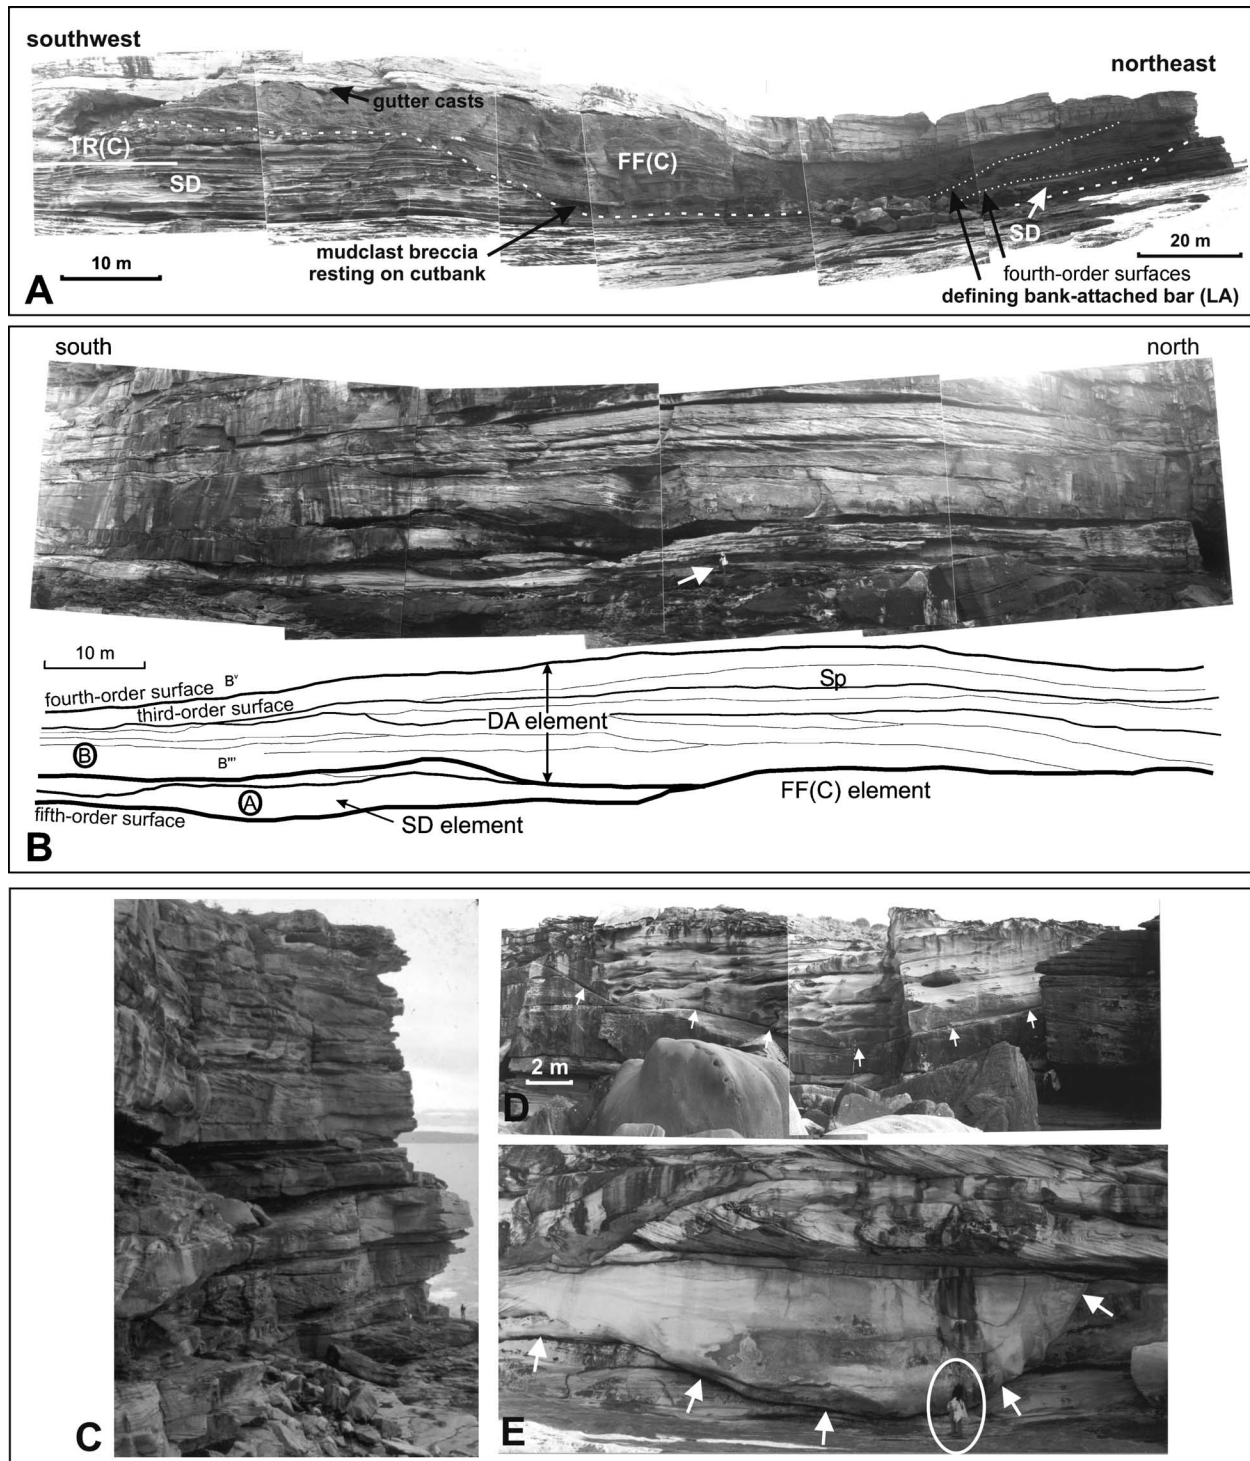 southwest
northeast
gutter casts
TR(C)
FF(C)
SD
mudclast breccia
resting on cutbank
SD
10 m
20 m
fourth-order surfaces
defining bank-attached bar (LA)
A
south
north
10 m
fourth-order surface
Bᵛ
Sp
third-order surface
DA element
B
B'''
FF(C) element
A
fifth-order surface
SD element
B
2 m
D
C
E